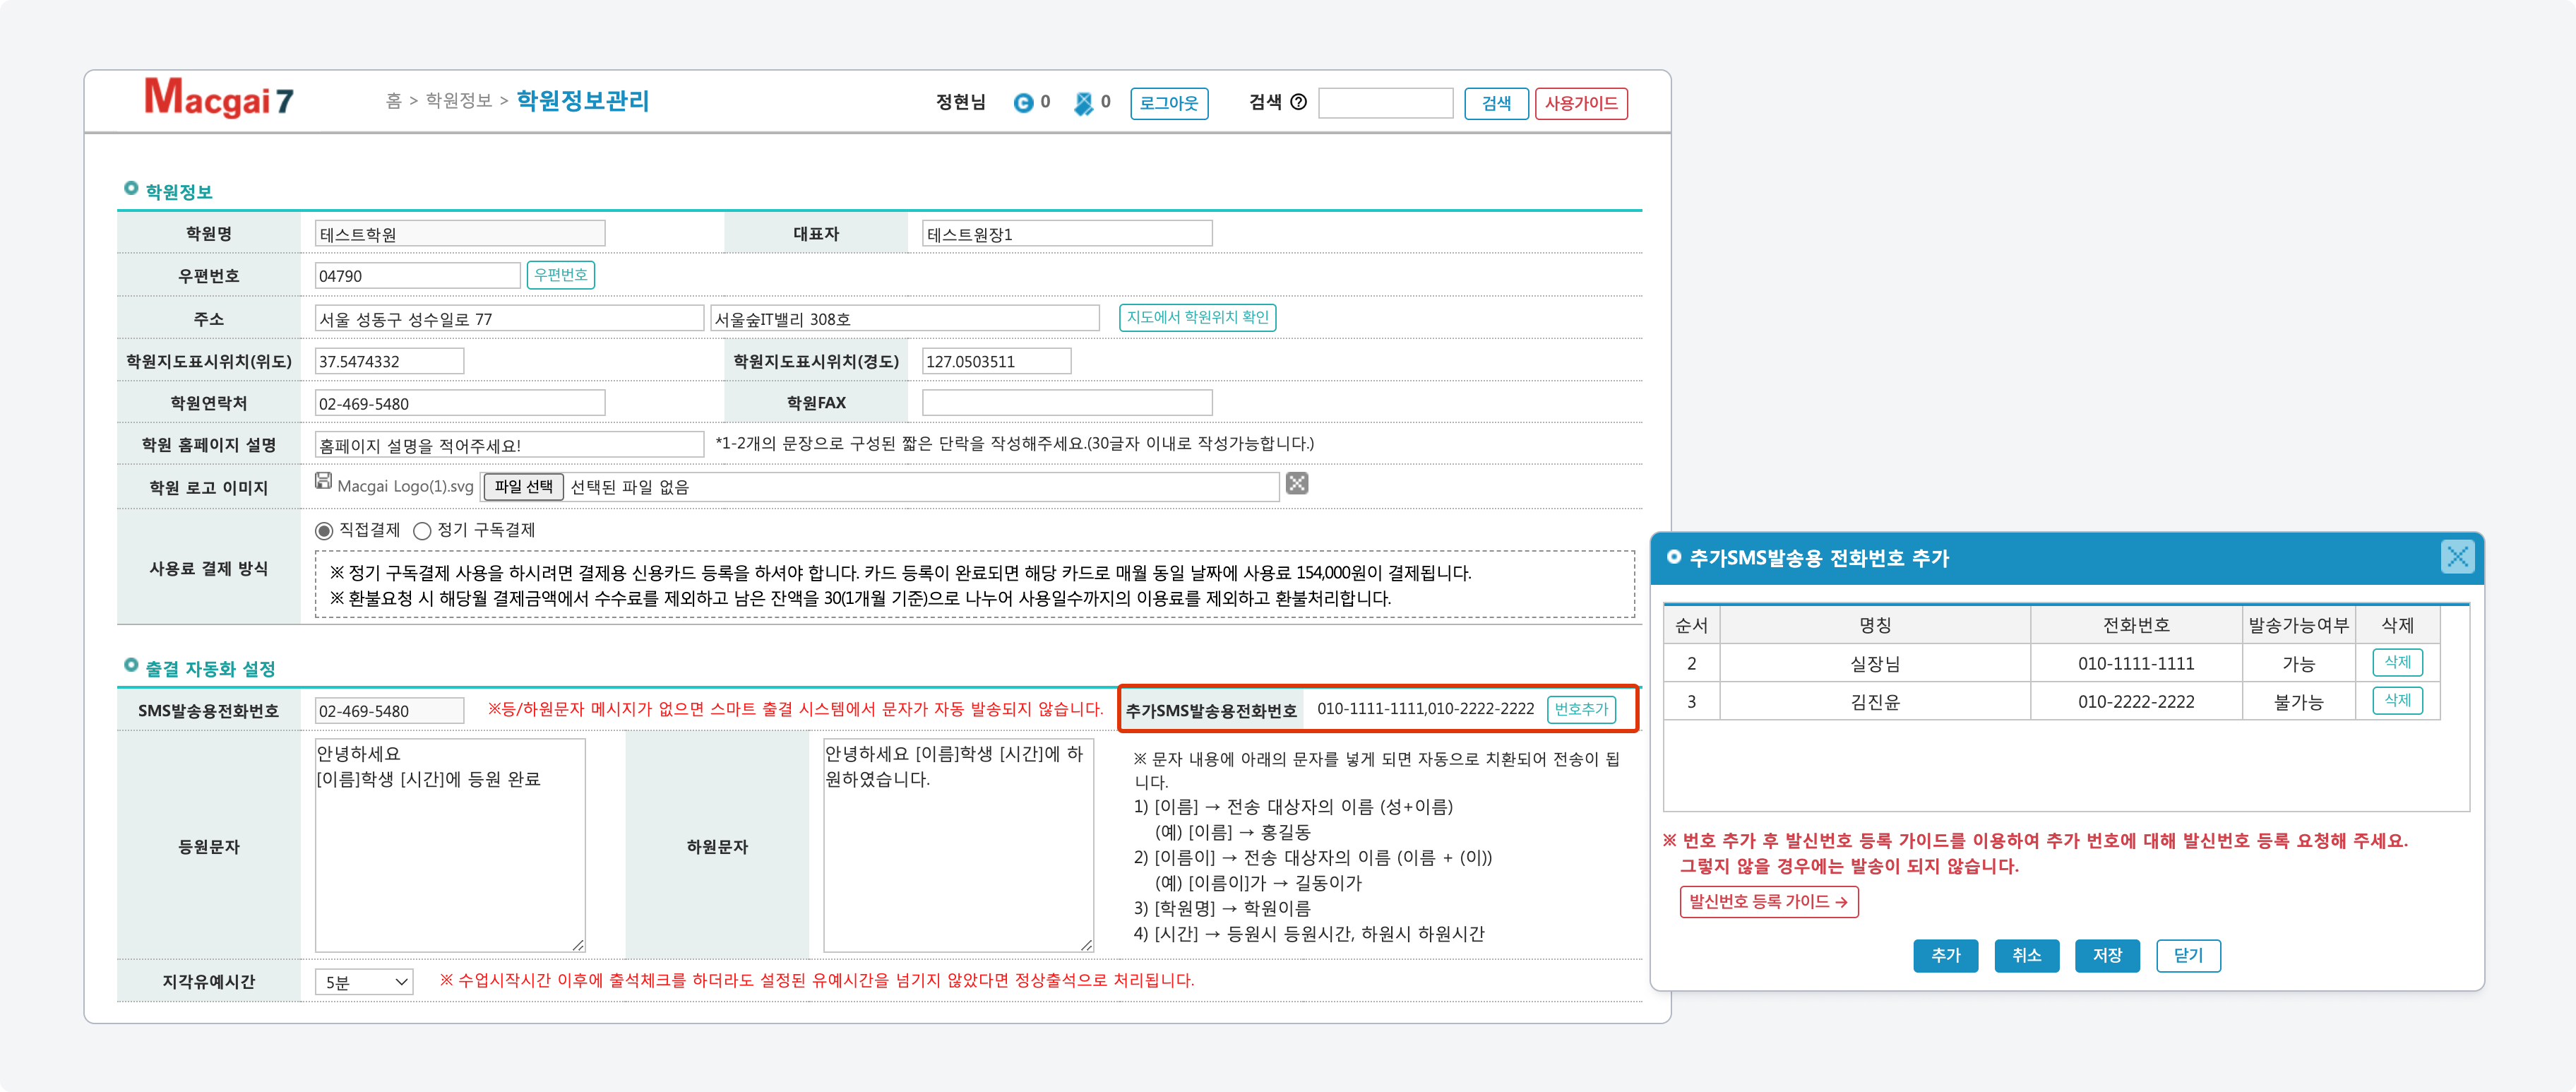 Macgai 7
홈 > 학원정보 > 학원정보관리
정현님 0 0 로그아웃 검색 검색 사용가이드
학원정보
학원명 테스트학원 대표자 테스트원장1
우편번호 04790 우편번호
주소 서울 성동구 성수일로 77 서울숲IT밸리 308호 지도에서 학원위치 확인
학원지도표시위치(위도) 37.5474332 학원지도표시위치(경도) 127.0503511
학원연락처 02-469-5480 학원FAX
학원 홈페이지 설명 홈페이지 설명을 적어주세요! *1-2개의 문장으로 구성된 짧은 단락을 작성해주세요.(30글자 이내로 작성가능합니다.)
학원 로고 이미지 Macgai Logo(1).svg 파일 선택 선택된 파일 없음
사용료 결제 방식 직접결제 정기 구독결제
※ 정기 구독결제 사용을 하시려면 결제용 신용카드 등록을 하셔야 합니다. 카드 등록이 완료되면 해당 카드로 매월 동일 날짜에 사용료 154,000원이 결제됩니다.
※ 환불요청 시 해당월 결제금액에서 수수료를 제외하고 남은 잔액을 30(1개월 기준)으로 나누어 사용일수까지의 이용료를 제외하고 환불처리합니다.
출결 자동화 설정
SMS발송용전화번호 02-469-5480 ※등/하원문자 메시지가 없으면 스마트 출결 시스템에서 문자가 자동 발송되지 않습니다. 추가SMS발송용전화번호 010-1111-1111,010-2222-2222 번호추가
등원문자
안녕하세요
[이름]학생 [시간]에 등원 완료
하원문자
안녕하세요 [이름]학생 [시간]에 하
원하였습니다.
※ 문자 내용에 아래의 문자를 넣게 되면 자동으로 치환되어 전송이 됩
니다.
1) [이름] → 전송 대상자의 이름 (성+이름)
(예) [이름] → 홍길동
2) [이름이] → 전송 대상자의 이름 (이름 + (이))
(예) [이름이]가 → 길동이가
3) [학원명] → 학원이름
4) [시간] → 등원시 등원시간, 하원시 하원시간
지각유예시간 5분 ※ 수업시작시간 이후에 출석체크를 하더라도 설정된 유예시간을 넘기지 않았다면 정상출석으로 처리됩니다.
추가SMS발송용 전화번호 추가
순서 명칭 전화번호 발송가능여부 삭제
2 실장님 010-1111-1111 가능 삭제
3 김진윤 010-2222-2222 불가능 삭제
※ 번호 추가 후 발신번호 등록 가이드를 이용하여 추가 번호에 대해 발신번호 등록 요청해 주세요.
그렇지 않을 경우에는 발송이 되지 않습니다.
발신번호 등록 가이드 →
추가 취소 저장 닫기